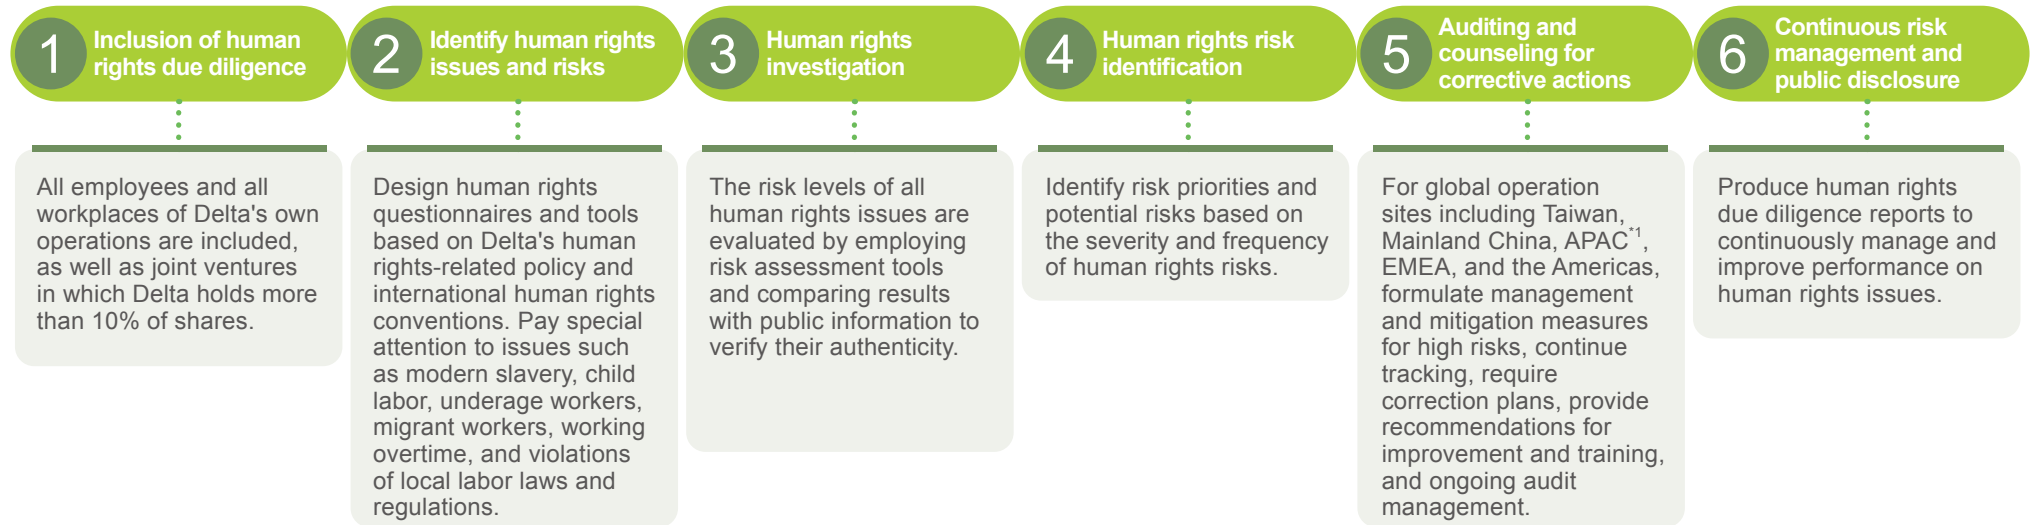 1
Inclusion of human
rights due diligence
All employees and all
workplaces of Delta's own
operations are included,
as well as joint ventures
in which Delta holds more
than 10% of shares.
2
Identify human rights
issues and risks
Design human rights
questionnaires and tools
based on Delta's human
rights-related policy and
international human rights
conventions. Pay special
attention to issues such
as modern slavery, child
labor, underage workers,
migrant workers, working
overtime, and violations
of local labor laws and
regulations.
3
Human rights
investigation
The risk levels of all
human rights issues are
evaluated by employing
risk assessment tools
and comparing results
with public information to
verify their authenticity.
4
Human rights risk
identification
Identify risk priorities and
potential risks based on
the severity and frequency
of human rights risks.
5
Auditing and
counseling for
corrective actions
For global operation
sites including Taiwan,
Mainland China, APAC*1,
EMEA, and the Americas,
formulate management
and mitigation measures
for high risks, continue
tracking, require
correction plans, provide
recommendations for
improvement and training,
and ongoing audit
management.
6
Continuous risk
management and
public disclosure
Produce human rights
due diligence reports to
continuously manage and
improve performance on
human rights issues.